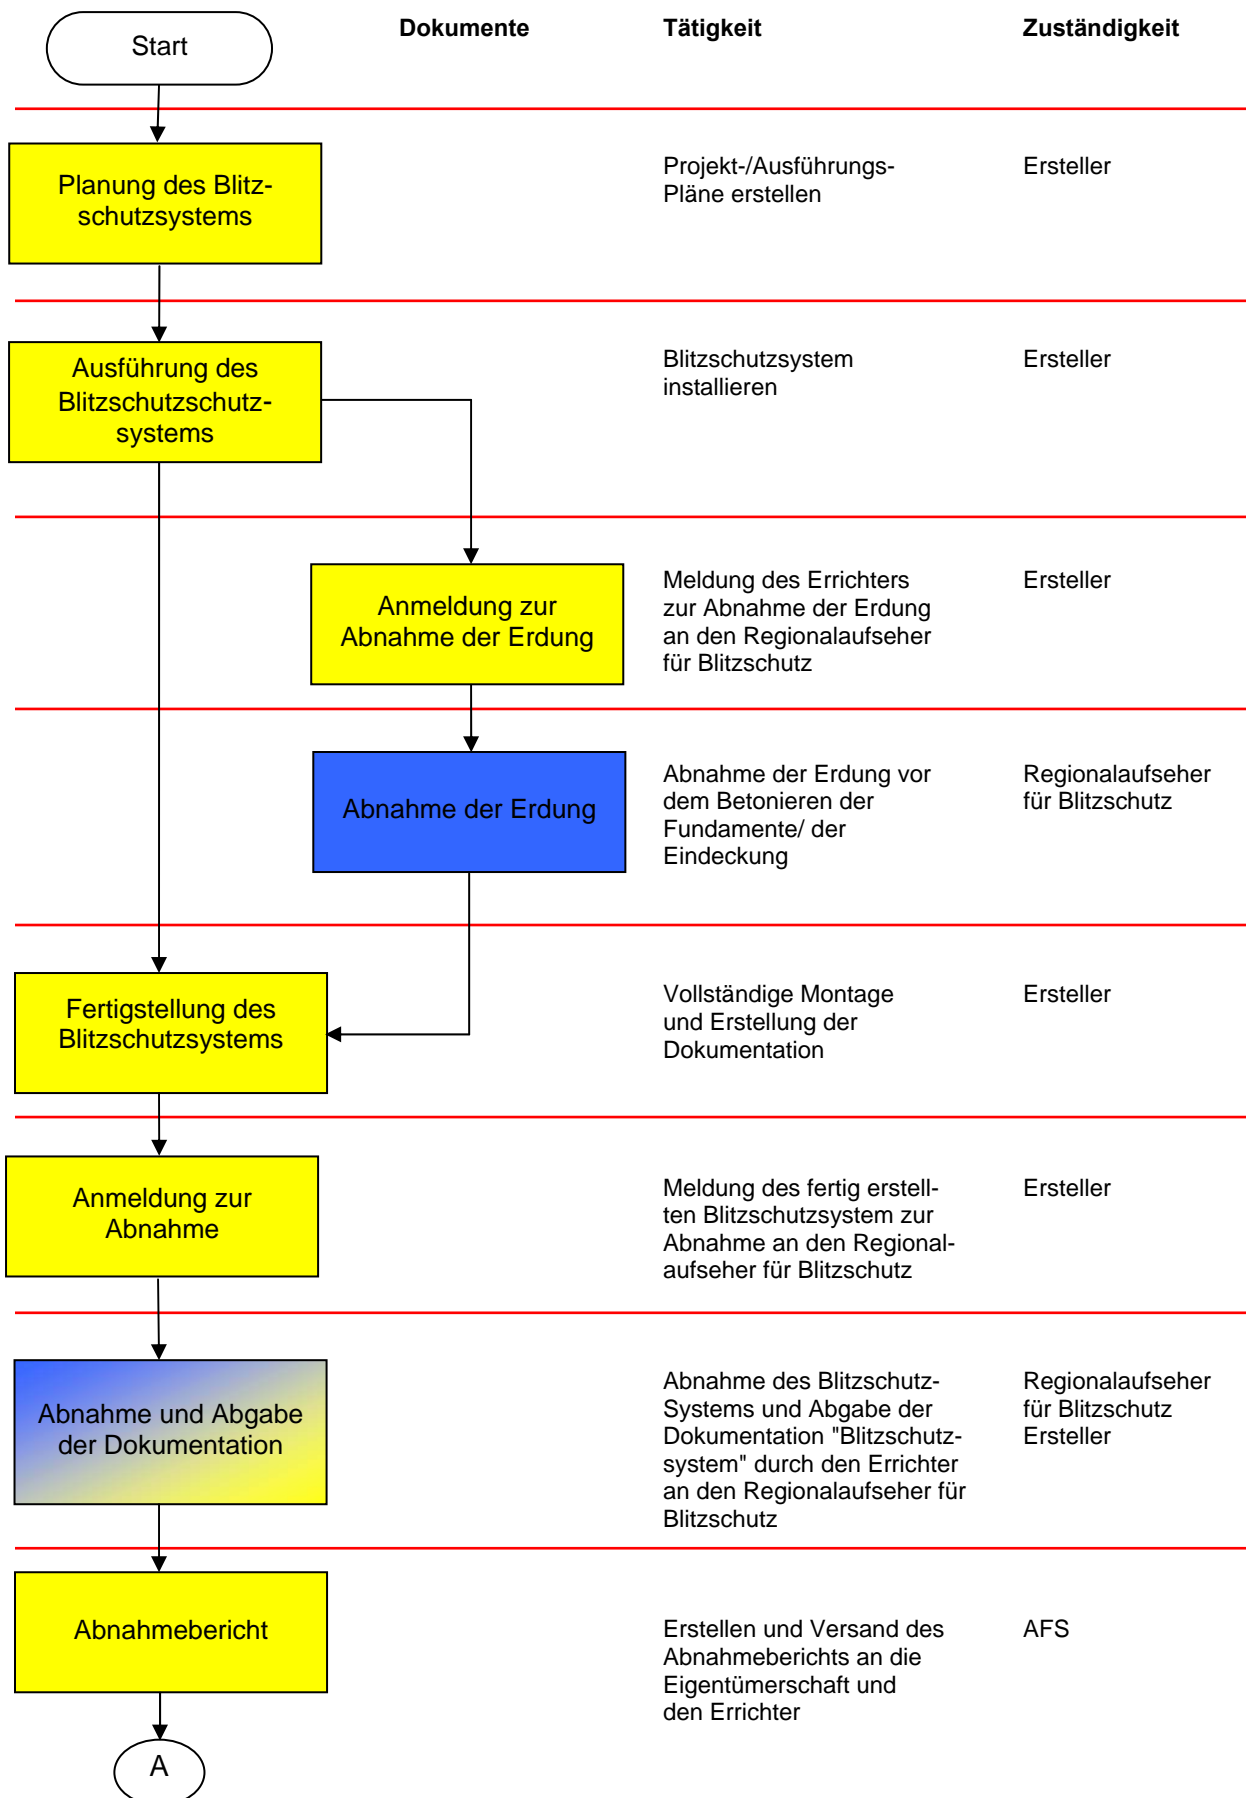 Start
Dokumente
Tätigkeit
Zuständigkeit
Planung des Blitz-
schutzsystems
Projekt-/Ausführungs-
Pläne erstellen
Ersteller
Ausführung des
Blitzschutzschutz-
systems
Blitzschutzsystem
installieren
Ersteller
Anmeldung zur
Abnahme der Erdung
Meldung des Errichters
zur Abnahme der Erdung
an den Regionalaufseher
für Blitzschutz
Ersteller
Abnahme der Erdung
Abnahme der Erdung vor
dem Betonieren der
Fundamente/ der
Eindeckung
Regionalaufseher
für Blitzschutz
Fertigstellung des
Blitzschutzsystems
Vollständige Montage
und Erstellung der
Dokumentation
Ersteller
Anmeldung zur
Abnahme
Meldung des fertig erstell-
ten Blitzschutzsystem zur
Abnahme an den Regional-
aufseher für Blitzschutz
Ersteller
Abnahme und Abgabe
der Dokumentation
Abnahme des Blitzschutz-
Systems und Abgabe der
Dokumentation "Blitzschutz-
system" durch den Errichter
an den Regionalaufseher für
Blitzschutz
Regionalaufseher
für Blitzschutz
Ersteller
Abnahmebericht
Erstellen und Versand des
Abnahmeberichts an die
Eigentümerschaft und
den Errichter
AFS
A